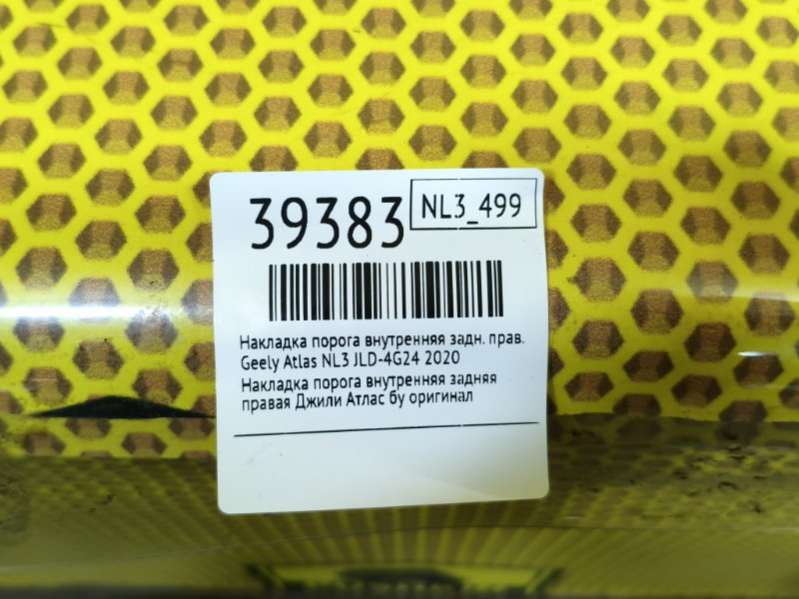 39383
NL3_499
Накладка порога внутренняя задн. прав.
Geely Atlas NL3 JLD-4G24 2020
Накладка порога внутренняя задняя
правая Джили Атлас бу оригинал